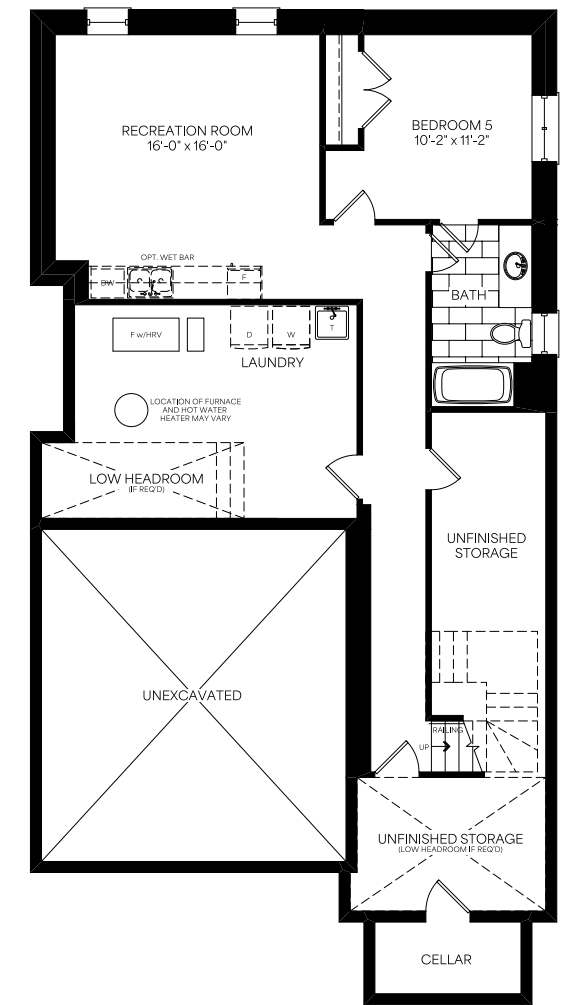 RECREATION ROOM
16'-0" x 16'-0"
BEDROOM 5
10'-2" x 11'-2"
OPT. WET BAR
DW
F
BATH
F w/HRV
D
W
T
LAUNDRY
LOCATION OF FURNACE
AND HOT WATER
HEATER MAY VARY
LOW HEADROOM
(IF REQ'D)
UNFINISHED
STORAGE
UNEXCAVATED
RAILING
UP
UNFINISHED STORAGE
(LOW HEADROOM IF REQ'D)
CELLAR